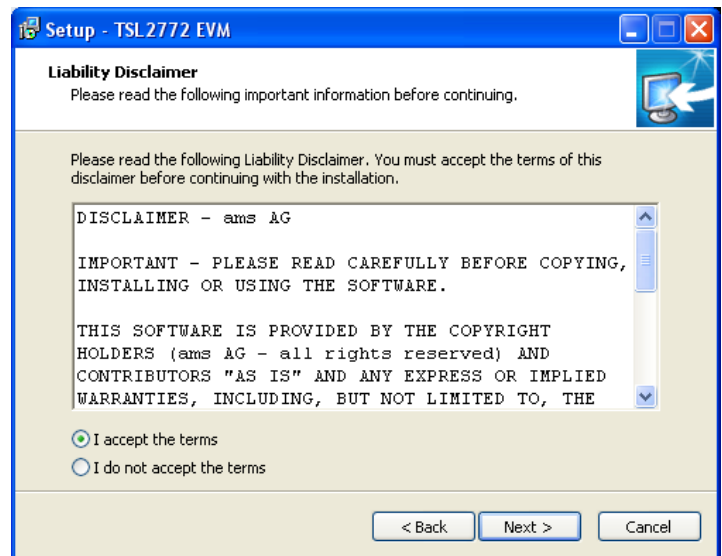 Setup - TSL2772 EVM
Liability Disclaimer
Please read the following important information before continuing.
Please read the following Liability Disclaimer. You must accept the terms of this
disclaimer before continuing with the installation.
DISCLAIMER - ams AG
IMPORTANT - PLEASE READ CAREFULLY BEFORE COPYING,
INSTALLING OR USING THE SOFTWARE.
THIS SOFTWARE IS PROVIDED BY THE COPYRIGHT
HOLDERS (ams AG - all rights reserved) AND
CONTRIBUTORS "AS IS" AND ANY EXPRESS OR IMPLIED
WARRANTIES, INCLUDING, BUT NOT LIMITED TO, THE
I accept the terms
I do not accept the terms
< Back Next > Cancel